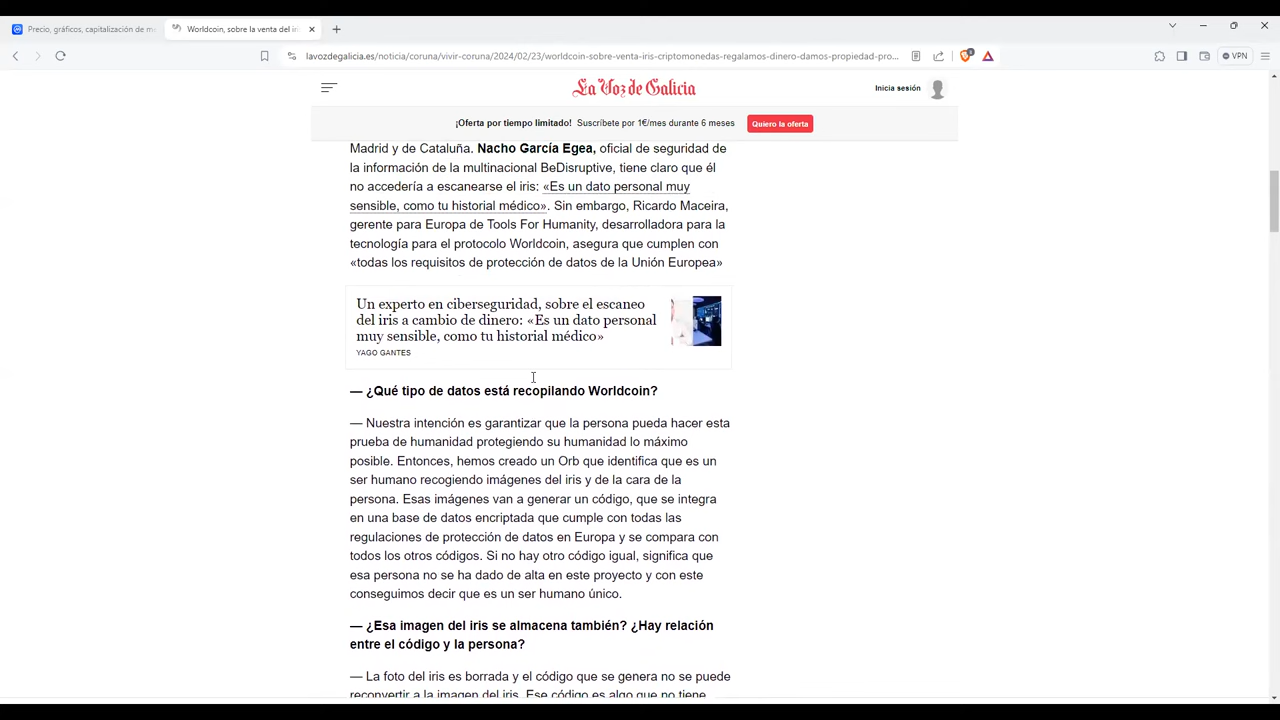 Precio, gráficos, capitalización de m
Worldcoin, sobre la venta del iri
lavozdegalicia.es/noticia/coruna/vivir-coruna/2024/02/23/worldcoin-sobre-venta-iris-criptomonedas-regalamos-dinero-damos-propiedad-pro...
VPN
La Voz de Galicia
Inicia sesión
¡Oferta por tiempo limitado! Suscríbete por 1€/mes durante 6 meses
Quiero la oferta
Madrid y de Cataluña. Nacho García Egea, oficial de seguridad de
la información de la multinacional BeDisruptive, tiene claro que él
no accedería a escanearse el iris: «Es un dato personal muy
sensible, como tu historial médico». Sin embargo, Ricardo Maceira,
gerente para Europa de Tools For Humanity, desarrolladora para la
tecnología para el protocolo Worldcoin, asegura que cumplen con
«todas los requisitos de protección de datos de la Unión Europea»
Un experto en ciberseguridad, sobre el escaneo
del iris a cambio de dinero: «Es un dato personal
muy sensible, como tu historial médico»
YAGO GANTES
— ¿Qué tipo de datos está recopilando Worldcoin?
— Nuestra intención es garantizar que la persona pueda hacer esta
prueba de humanidad protegiendo su humanidad lo máximo
posible. Entonces, hemos creado un Orb que identifica que es un
ser humano recogiendo imágenes del iris y de la cara de la
persona. Esas imágenes van a generar un código, que se integra
en una base de datos encriptada que cumple con todas las
regulaciones de protección de datos en Europa y se compara con
todos los otros códigos. Si no hay otro código igual, significa que
esa persona no se ha dado de alta en este proyecto y con este
conseguimos decir que es un ser humano único.
— ¿Esa imagen del iris se almacena también? ¿Hay relación
entre el código y la persona?
— La foto del iris es borrada y el código que se genera no se puede
reconvertir a la imagen del iris. Ese código es algo que no tiene